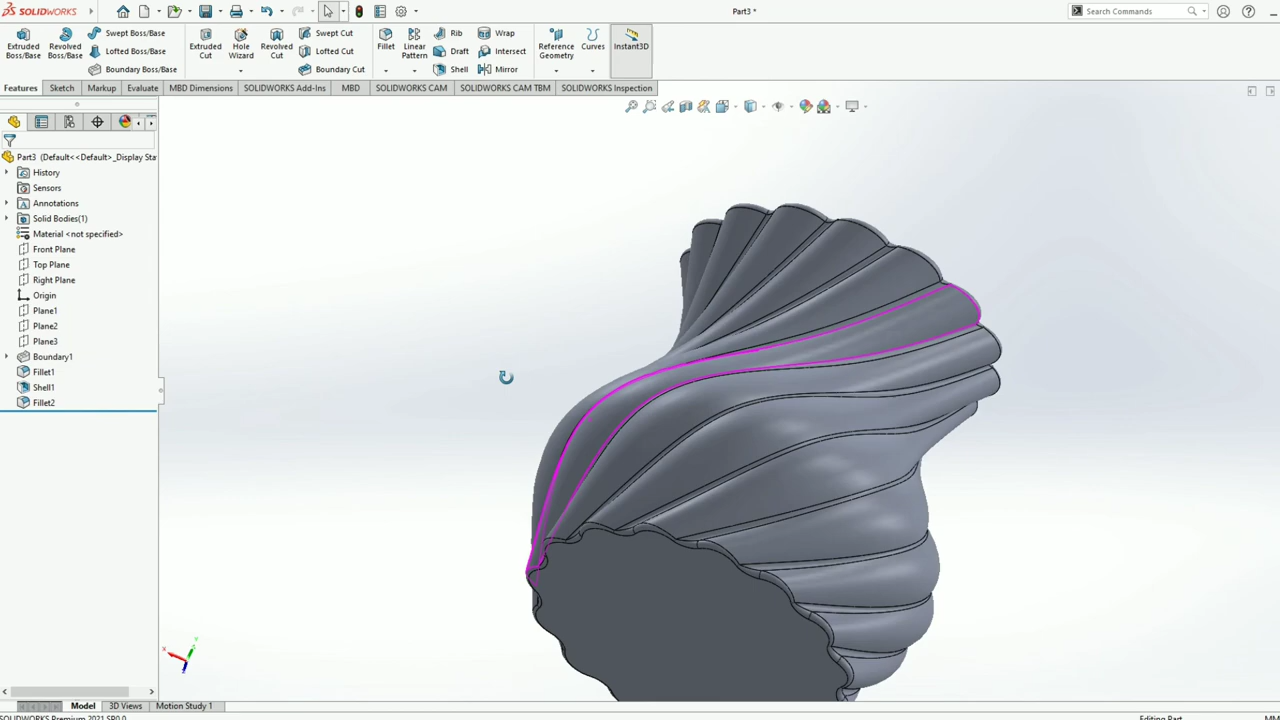 SOLIDWORKS
Part3 *
Search Commands
Extruded Boss/Base
Revolved Boss/Base
Swept Boss/Base
Lofted Boss/Base
Boundary Boss/Base
Extruded Cut
Hole Wizard
Revolved Cut
Swept Cut
Lofted Cut
Boundary Cut
Fillet
Linear Pattern
Rib
Draft
Shell
Wrap
Intersect
Mirror
Reference Geometry
Curves
Instant3D
Features
Sketch
Markup
Evaluate
MBD Dimensions
SOLIDWORKS Add-Ins
MBD
SOLIDWORKS CAM
SOLIDWORKS CAM TBM
SOLIDWORKS Inspection
Part3 (Default<<Default>_Display Sta
History
Sensors
Annotations
Solid Bodies(1)
Material <not specified>
Front Plane
Top Plane
Right Plane
Origin
Plane1
Plane2
Plane3
Boundary1
Fillet1
Shell1
Fillet2
Model
3D Views
Motion Study 1
SOLIDWORKS Premium 2021 SP0.0
Editing Part